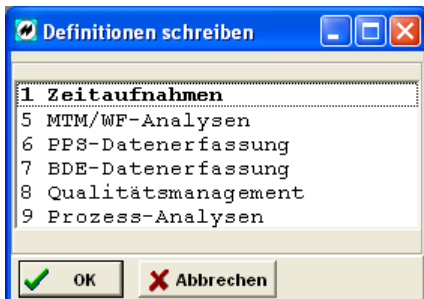 Definitionen schreiben
1 Zeitaufnahmen
5 MTM/WF-Analysen
6 PPS-Datenerfassung
7 BDE-Datenerfassung
8 Qualitätsmanagement
9 Prozess-Analysen
OK Abbrechen